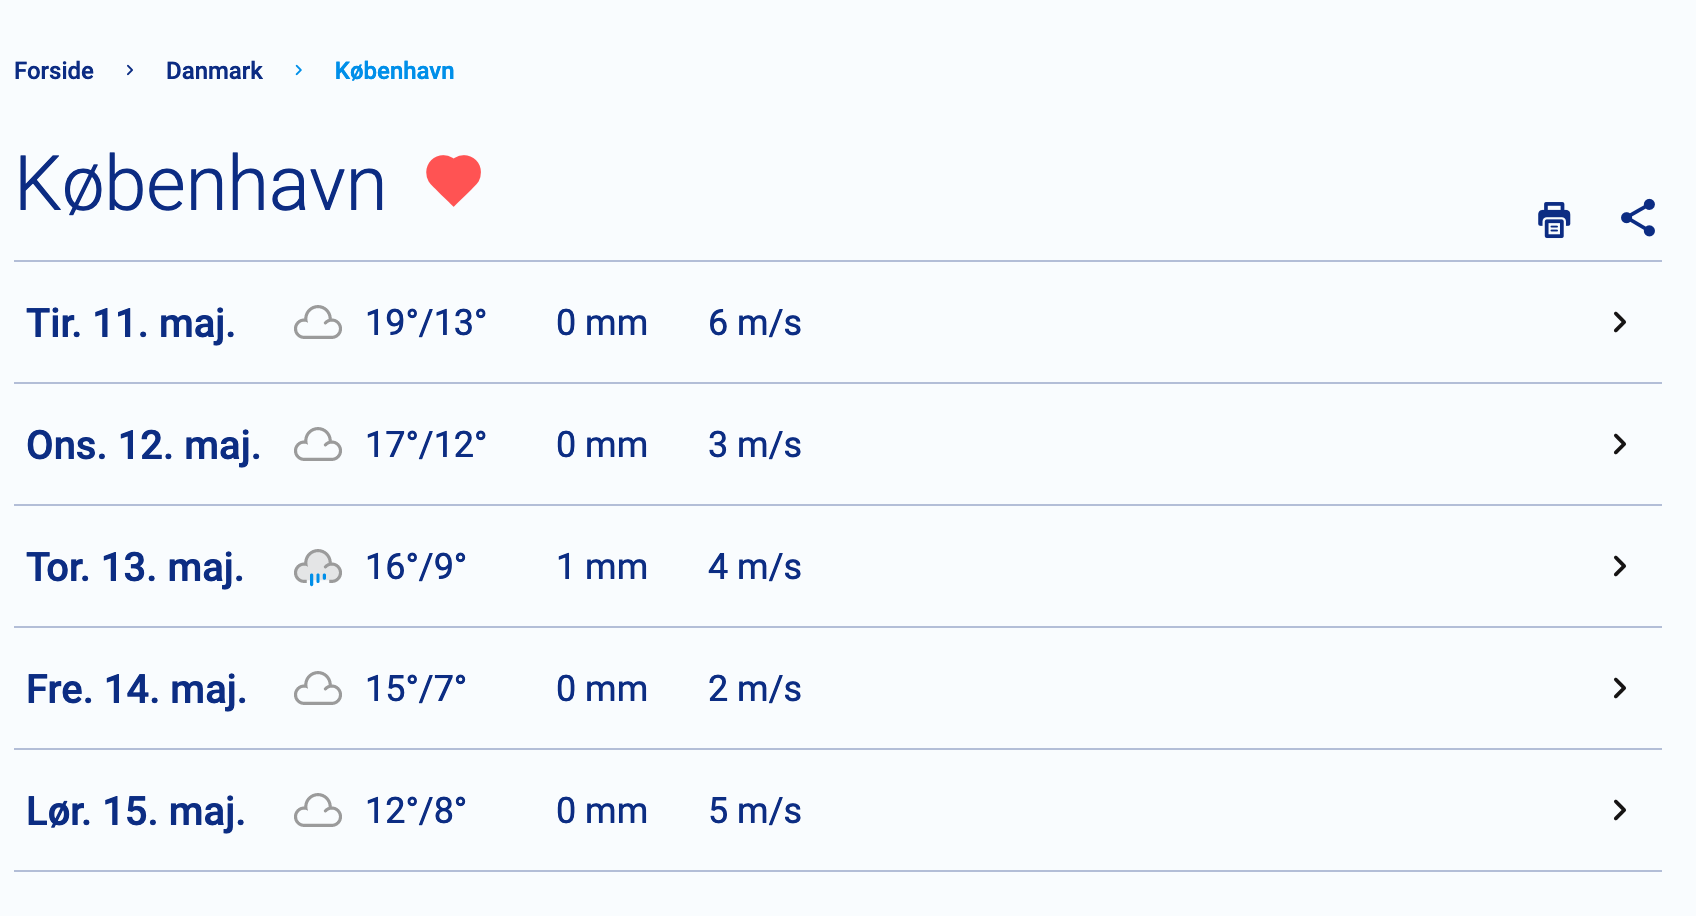 Forside > Danmark > København
København
Tir. 11. maj. 19°/13° 0 mm 6 m/s
Ons. 12. maj. 17°/12° 0 mm 3 m/s
Tor. 13. maj. 16°/9° 1 mm 4 m/s
Fre. 14. maj. 15°/7° 0 mm 2 m/s
Lør. 15. maj. 12°/8° 0 mm 5 m/s